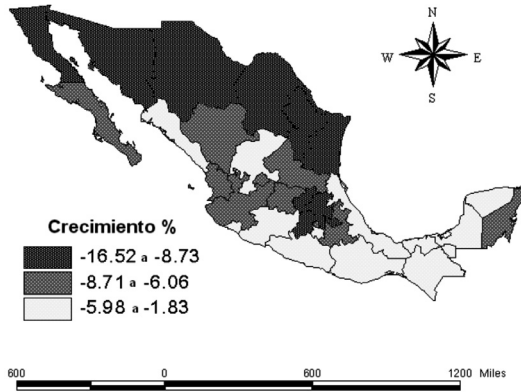 N
W E
S
Crecimiento %
-16.52 a -8.73
-8.71 a -6.06
-5.98 a -1.83
600 0 600 1200 Miles